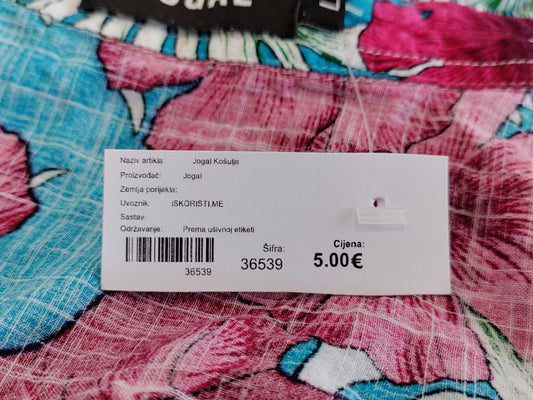 Naziv artikla: Jogal Košulja
Proizvođač: Jogal
Zemlja porijekla:
Uvoznik: iSKORISTI.ME
Sastav:
Održavanje: Prema ušivnoj etiketi
36539
Šifra: 36539
Cijena: 5.00€